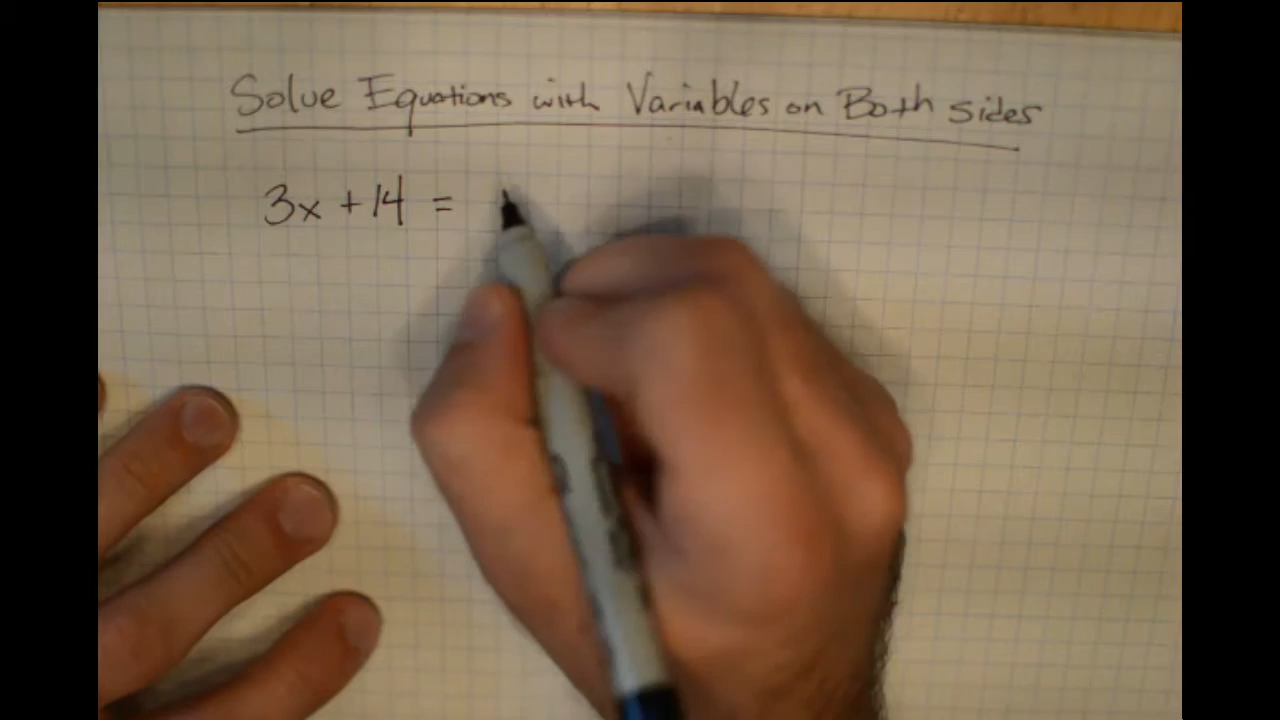 Solve Equations with Variables on Both Sides
3x + 14 =